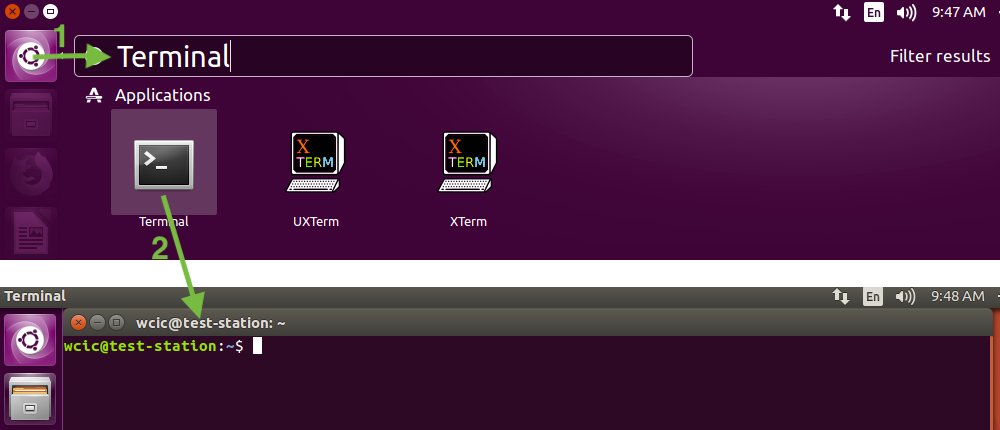 En
9:47 AM
1
Terminal
Filter results
Applications
>_
X
TERM
X
TERM
Terminal
UXTerm
XTerm
2
Terminal
En
9:48 AM
wcic@test-station: ~
wcic@test-station:~$